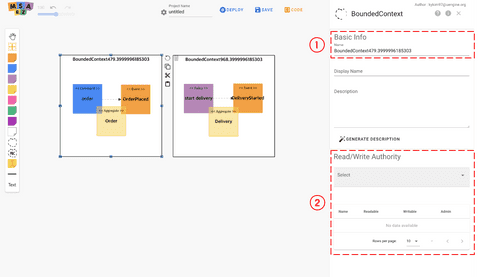 MSA
EZ
Project Name
untitled
DEPLOY
SAVE
CODE
Author :
BoundedContext
BoundedContext479.3999996185303
BoundedContext968.3999996185303
<< Command >>
order
<< Event >>
OrderPlaced
<< Aggregate >>
Order
<< Policy >>
start delivery
<< Event >>
DeliveryStarted
<< Aggregate >>
Delivery
Text
1
Basic Info
Name
BoundedContext479.3999996185303
Display Name
Description
GENERATE DESCRIPTION
2
Read/Write Authority
Select
Name Readable Writable Admin
No data available
Rows per page: 10